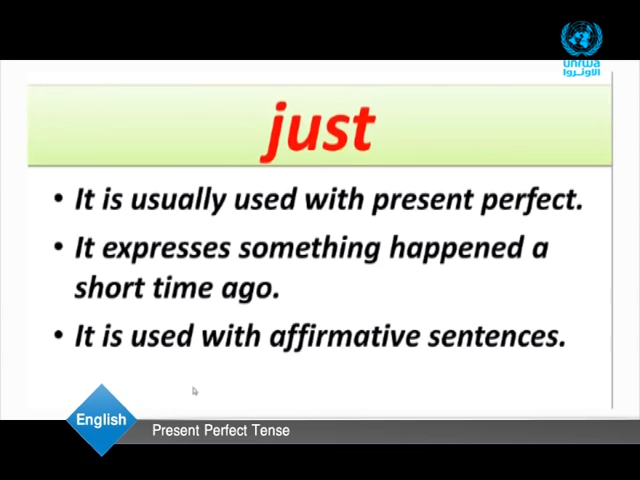 unrwa
الأونروا
just
• It is usually used with present perfect.
• It expresses something happened a
short time ago.
• It is used with affirmative sentences.
English
Present Perfect Tense